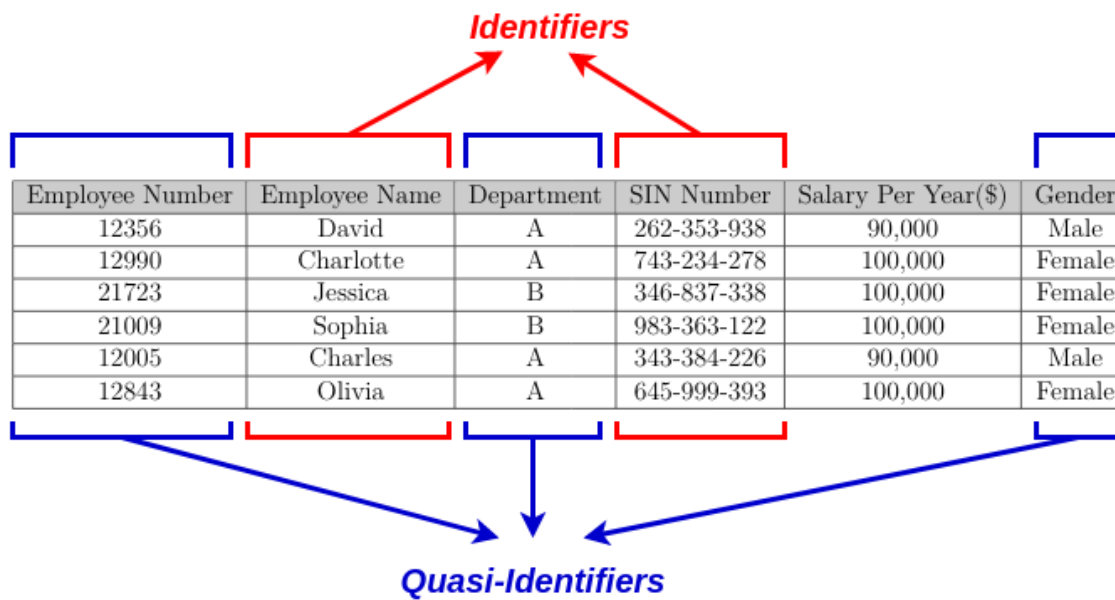 Identifiers
Employee Number Employee Name Department SIN Number Salary Per Year($) Gender
12356 David A 262-353-938 90,000 Male
12990 Charlotte A 743-234-278 100,000 Female
21723 Jessica B 346-837-338 100,000 Female
21009 Sophia B 983-363-122 100,000 Female
12005 Charles A 343-384-226 90,000 Male
12843 Olivia A 645-999-393 100,000 Female
Quasi-Identifiers